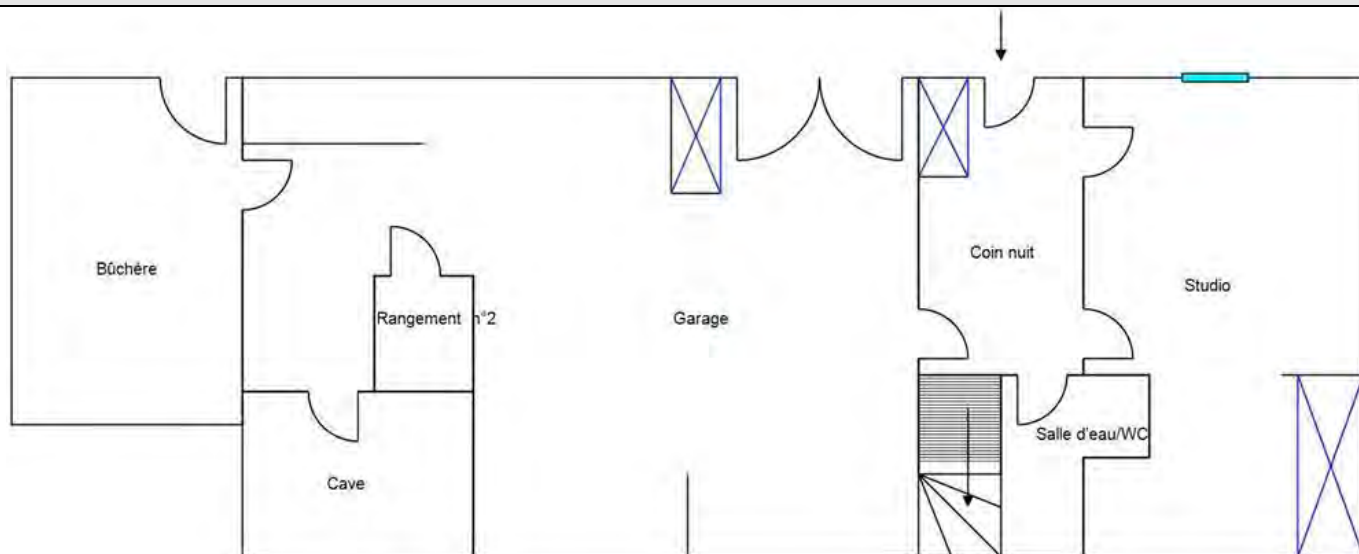 Bûchère
Rangement n°2
Garage
Coin nuit
Studio
Cave
Salle d'eau/WC